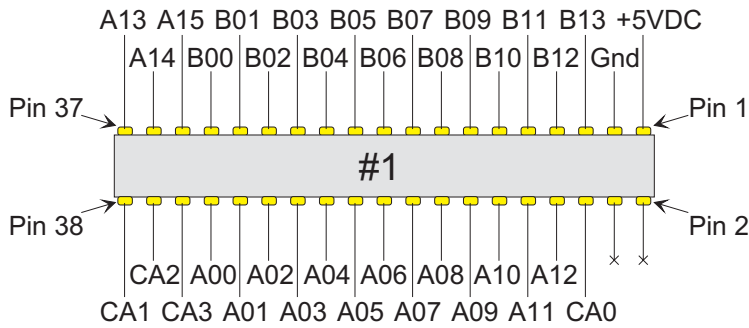 A13 A15 B01 B03 B05 B07 B09 B11 B13 +5VDC
A14 B00 B02 B04 B06 B08 B10 B12 Gnd
Pin 37 Pin 1
#1
Pin 38 Pin 2
CA2 A00 A02 A04 A06 A08 A10 A12
CA1 CA3 A01 A03 A05 A07 A09 A11 CA0